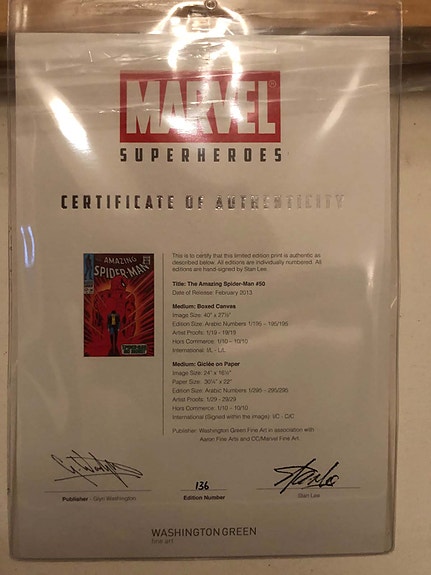 MARVEL
SUPERHEROES
CERTIFICATE OF AUTHENTICITY
AMAZING
SPIDER-MAN
This is to certify that this limited edition print is authentic as
described below. All editions are individually numbered. All
editions are hand-signed by Stan Lee.
Title: The Amazing Spider-Man #50
Date of Release: February 2013
Medium: Boxed Canvas
Image Size: 40" x 27½"
Edition Size: Arabic Numbers 1/195 - 195/195
Artist Proofs: 1/19 - 19/19
Hors Commerce: 1/10 - 10/10
International: I/L - L/L
Medium: Giclée on Paper
Image Size: 24" x 16½"
Paper Size: 30¼" x 22"
Edition Size: Arabic Numbers 1/295 - 295/295
Artist Proofs: 1/29 - 29/29
Hors Commerce: 1/10 - 10/10
International (Signed within the image): I/C - C/C
Publisher: Washington Green Fine Art in association with
Aaron Fine Arts and CC/Marvel Fine Art.
136
Stan Lee
Publisher - Glyn Washington
Edition Number
Stan Lee
WASHINGTON GREEN
fine art